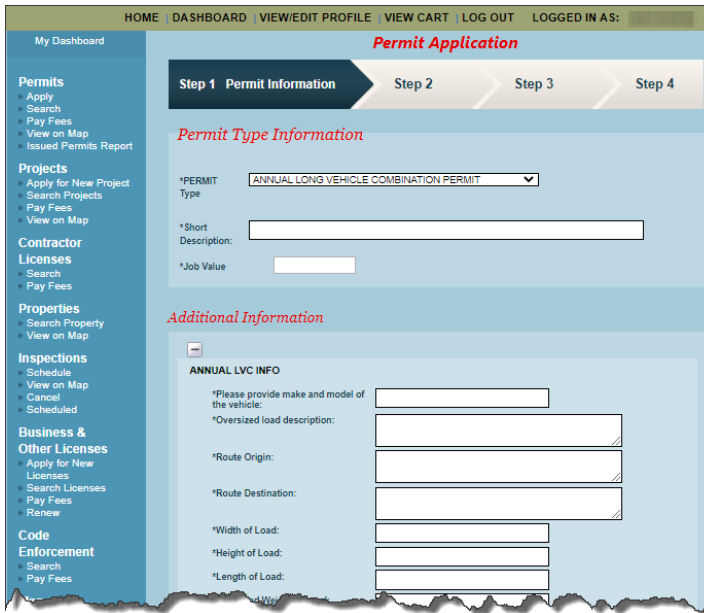 HOME | DASHBOARD | VIEW/EDIT PROFILE | VIEW CART | LOG OUT LOGGED IN AS:
My Dashboard
Permits
Apply
Search
Pay Fees
View on Map
Issued Permits Report
Projects
Apply for New Project
Search Projects
Pay Fees
View on Map
Contractor
Licenses
Search
Pay Fees
Properties
Search Property
View on Map
Inspections
Schedule
View on Map
Cancel
Scheduled
Business &
Other Licenses
Apply for New
Licenses
Search Licenses
Pay Fees
Renew
Code
Enforcement
Search
Pay Fees
Permit Application
Step 1 Permit Information Step 2 Step 3 Step 4
Permit Type Information
*PERMIT
Type
ANNUAL LONG VEHICLE COMBINATION PERMIT
*Short
Description:
*Job Value
Additional Information
ANNUAL LVC INFO
*Please provide make and model of
the vehicle:
*Oversized load description:
*Route Origin:
*Route Destination:
*Width of Load:
*Height of Load:
*Length of Load: